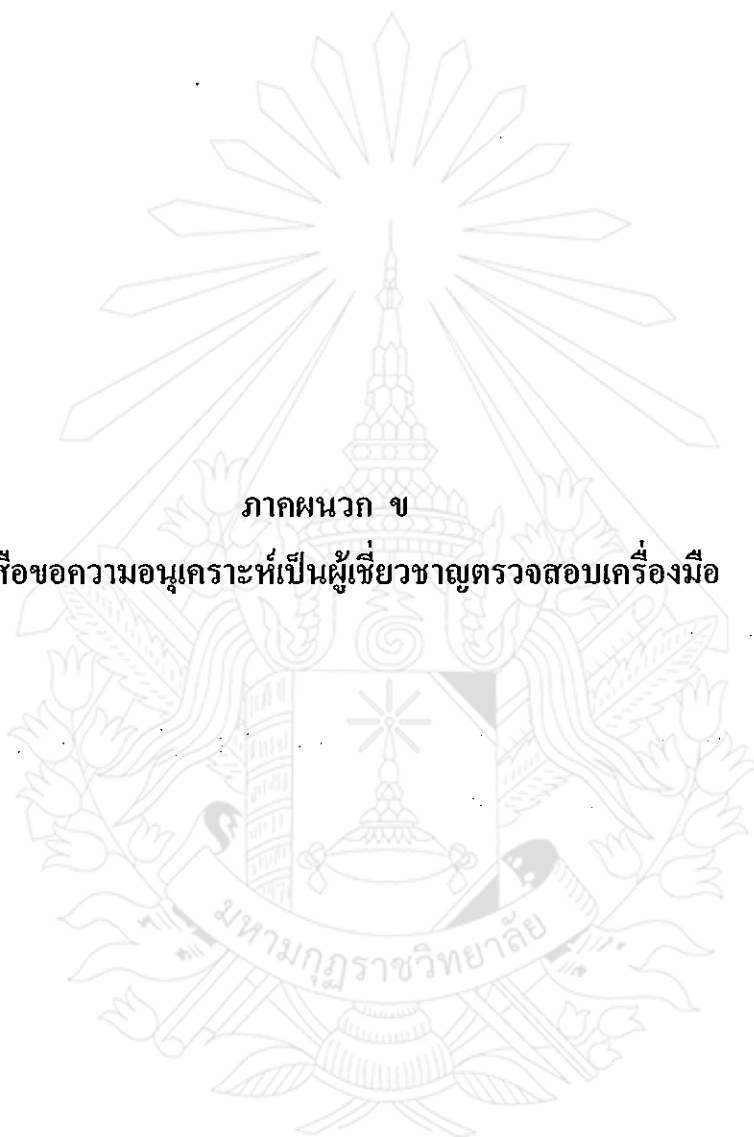 ภาคผนวก ข
สือขอความอนุเคราะห์เป็นผู้เชี่ยวชาญตรวจสอบเครื่องมือ
มหามกุฏราชวิทยาลัย